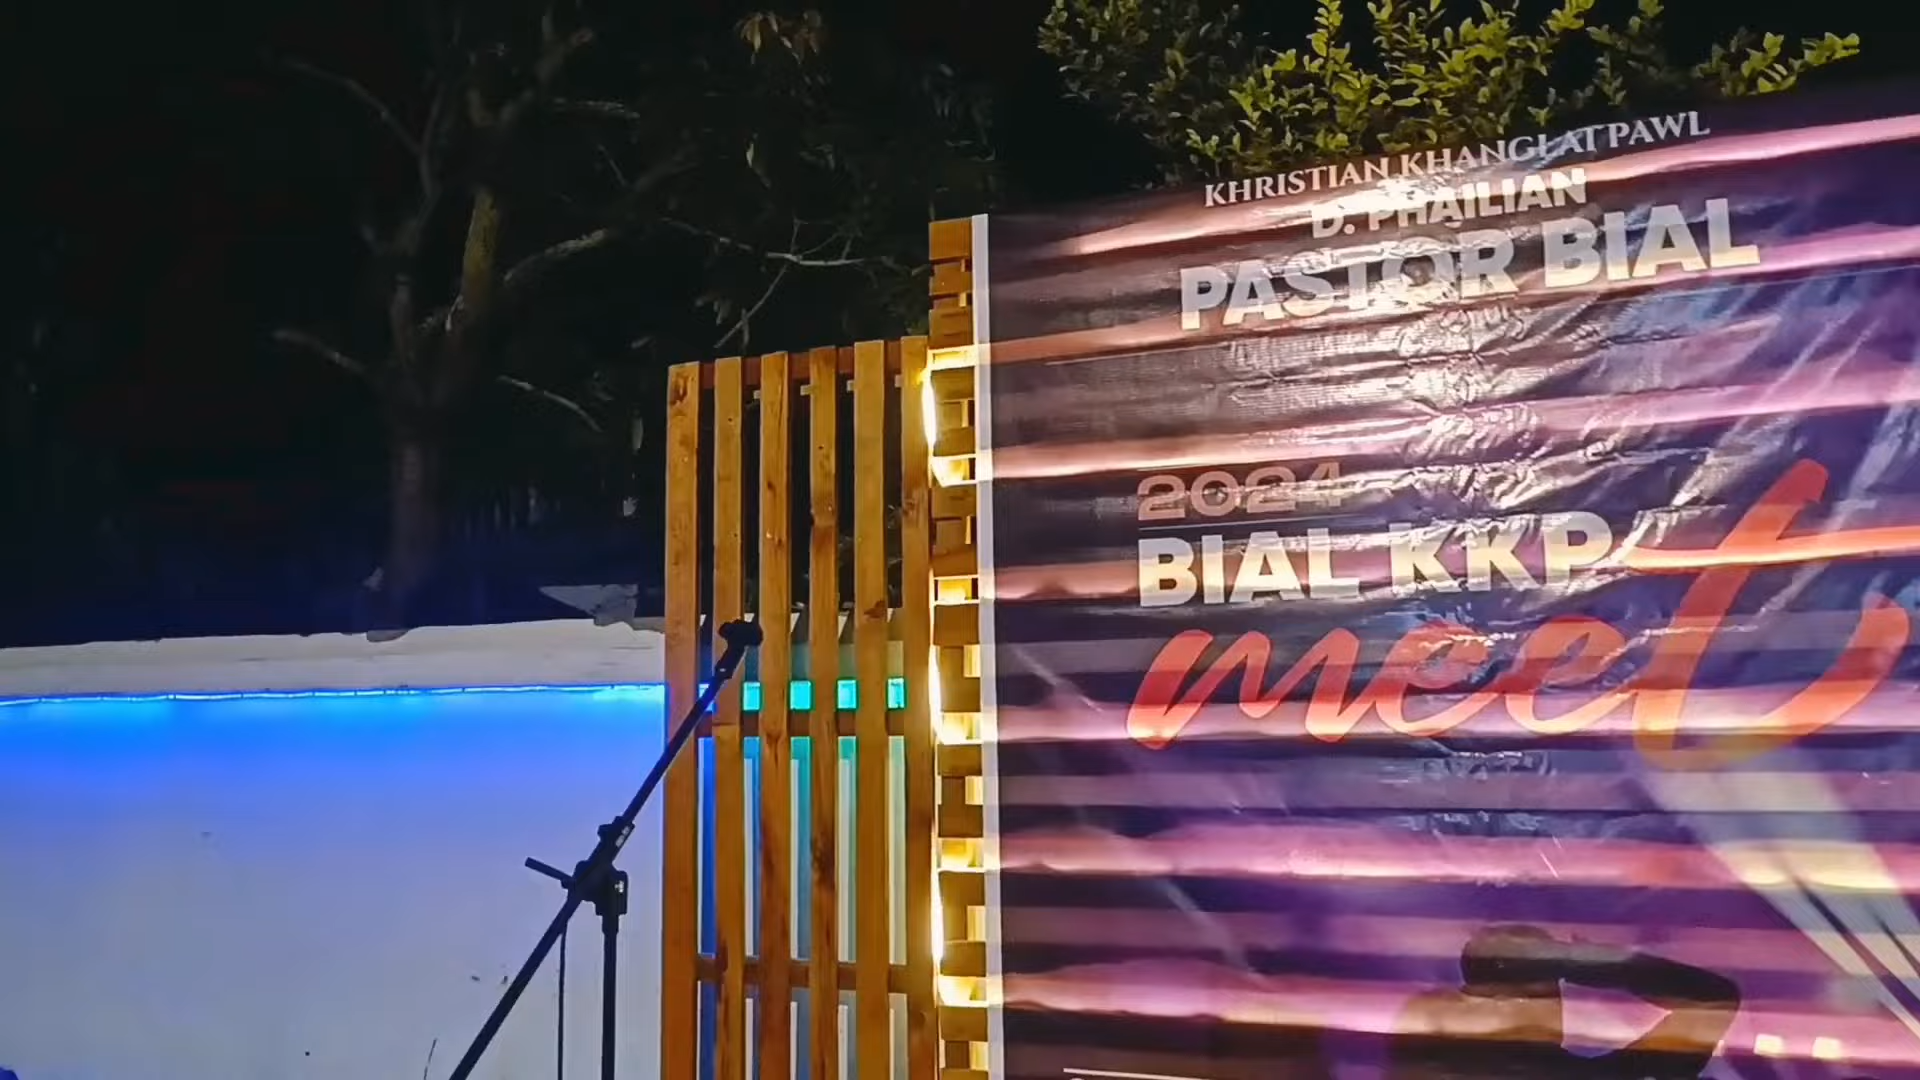 KHRISTIAN KHANGLAI PAWL
D. PHAILIAN
PASTOR BIAL
2024
BIAL KKP
meet